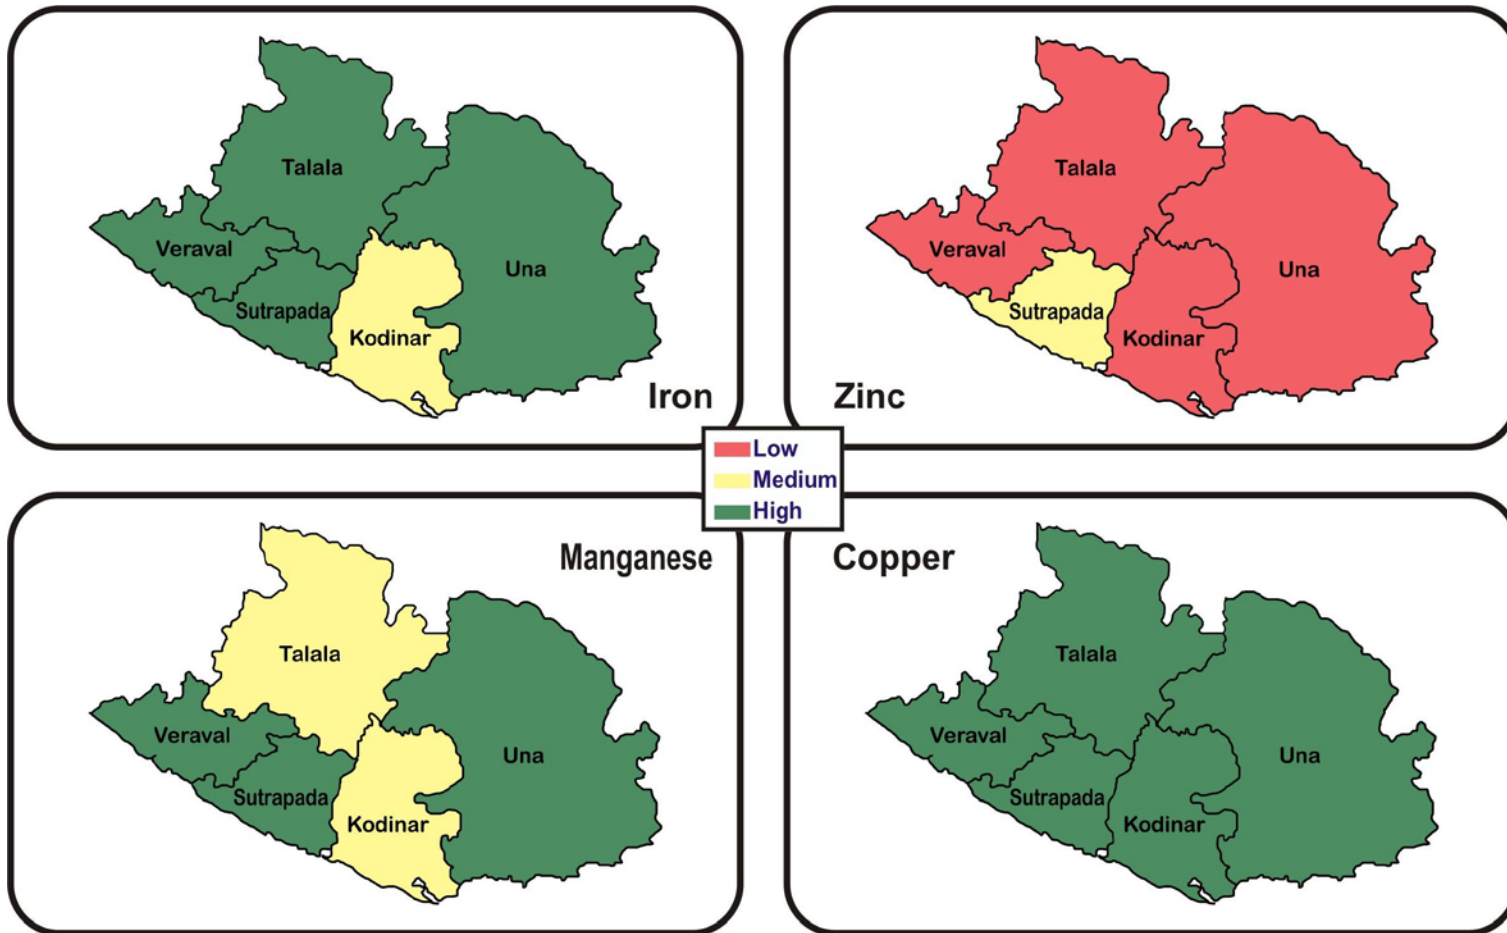 Talala
Veraval
Una
Sutrapada
Kodinar
Iron
Talala
Veraval
Una
Sutrapada
Kodinar
Zinc
Low
Medium
High
Manganese
Talala
Veraval
Una
Sutrapada
Kodinar
Copper
Talala
Veraval
Una
Sutrapada
Kodinar